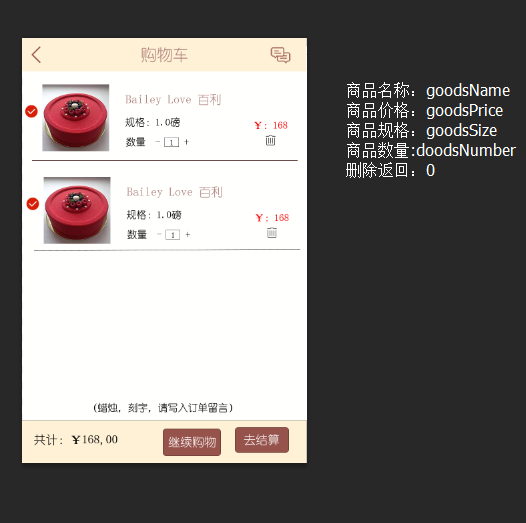 购物车
Bailey Love 百利
规格：1.0磅
¥：168
数量 - 1 +
Bailey Love 百利
规格：1.0磅
¥：168
数量 - 1 +
(蜡烛，刻字，请写入订单留言)
共计：¥168,00
继续购物
去结算
商品名称：goodsName
商品价格：goodsPrice
商品规格：goodsSize
商品数量:doodsNumber
删除返回：0